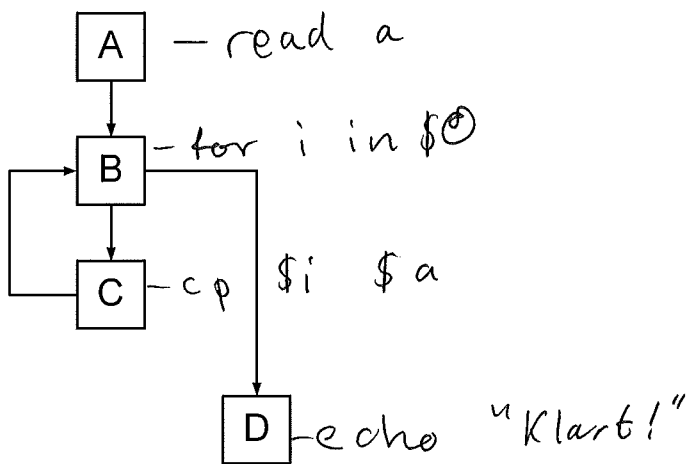 A - read a
B - for i in $@
C - cp $i $a
D - echo "Klart!"